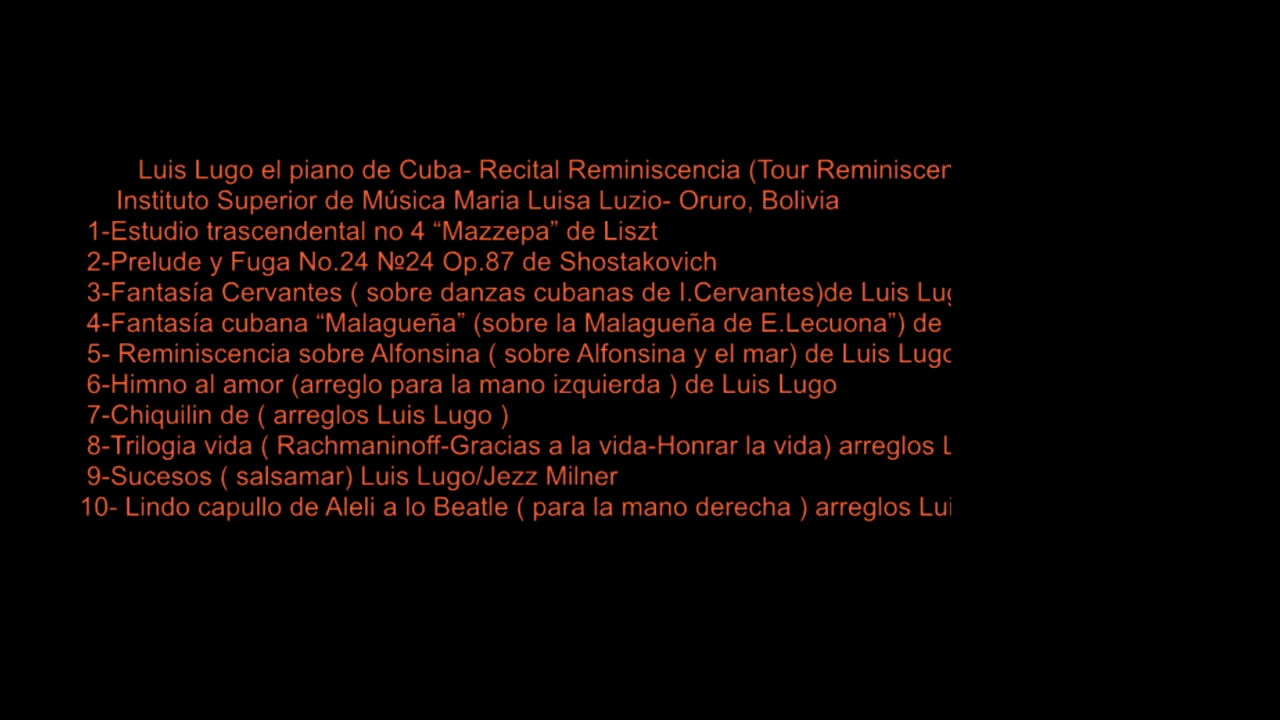 Luis Lugo el piano de Cuba- Recital Reminiscencia (Tour
Instituto Superior de Música Maria Luisa Luzio- Oruro, Bolivia
1-Estudio trascendental no 4 “Mazzepa” de Liszt
2-Prelude y Fuga No.24 №24 Op.87 de Shostakovich
3-Fantasía Cervantes ( sobre danzas cubanas de I.Cervantes)de Luis
4-Fantasía cubana “Malagueña” (sobre la Malagueña de E.Lecuona”) de
5- Reminiscencia sobre Alfonsina ( sobre Alfonsina y el mar) de Luis
6-Himno al amor (arreglo para la mano izquierda ) de Luis Lugo
7-Chiquilin de ( arreglos Luis Lugo )
8-Trilogia vida ( Rachmaninoff-Gracias a la vida-Honrar la vida) arreglos
9-Sucesos ( salsamar) Luis Lugo/Jezz Milner
10- Lindo capullo de Aleli a lo Beatle ( para la mano derecha ) arreglos